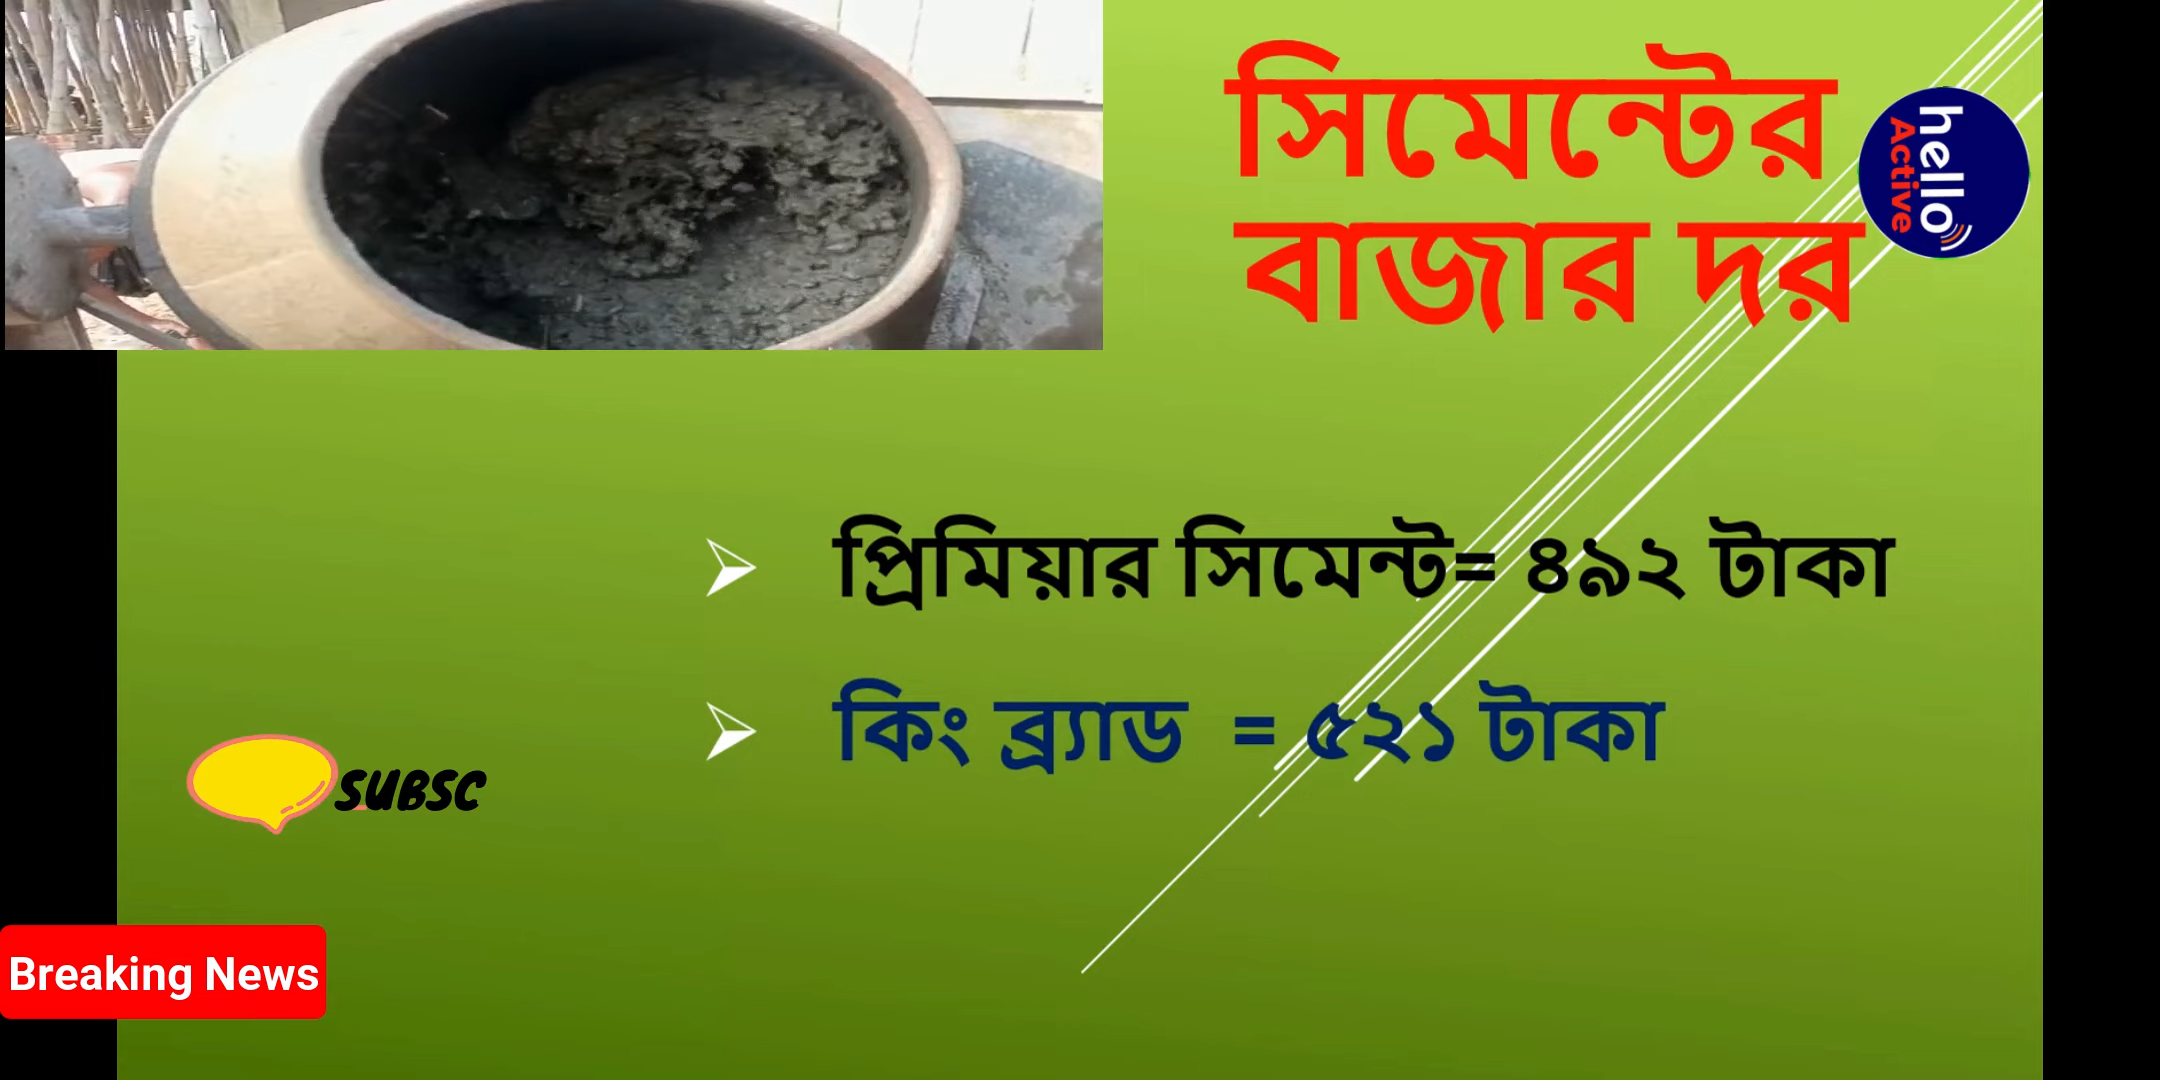 সিমেন্টের
বাজার দর
hello
Active
প্রিমিয়ার সিমেন্ট= ৪৯২ টাকা
কিং ব্র্যাড = ৫২১ টাকা
SUBSC
Breaking News